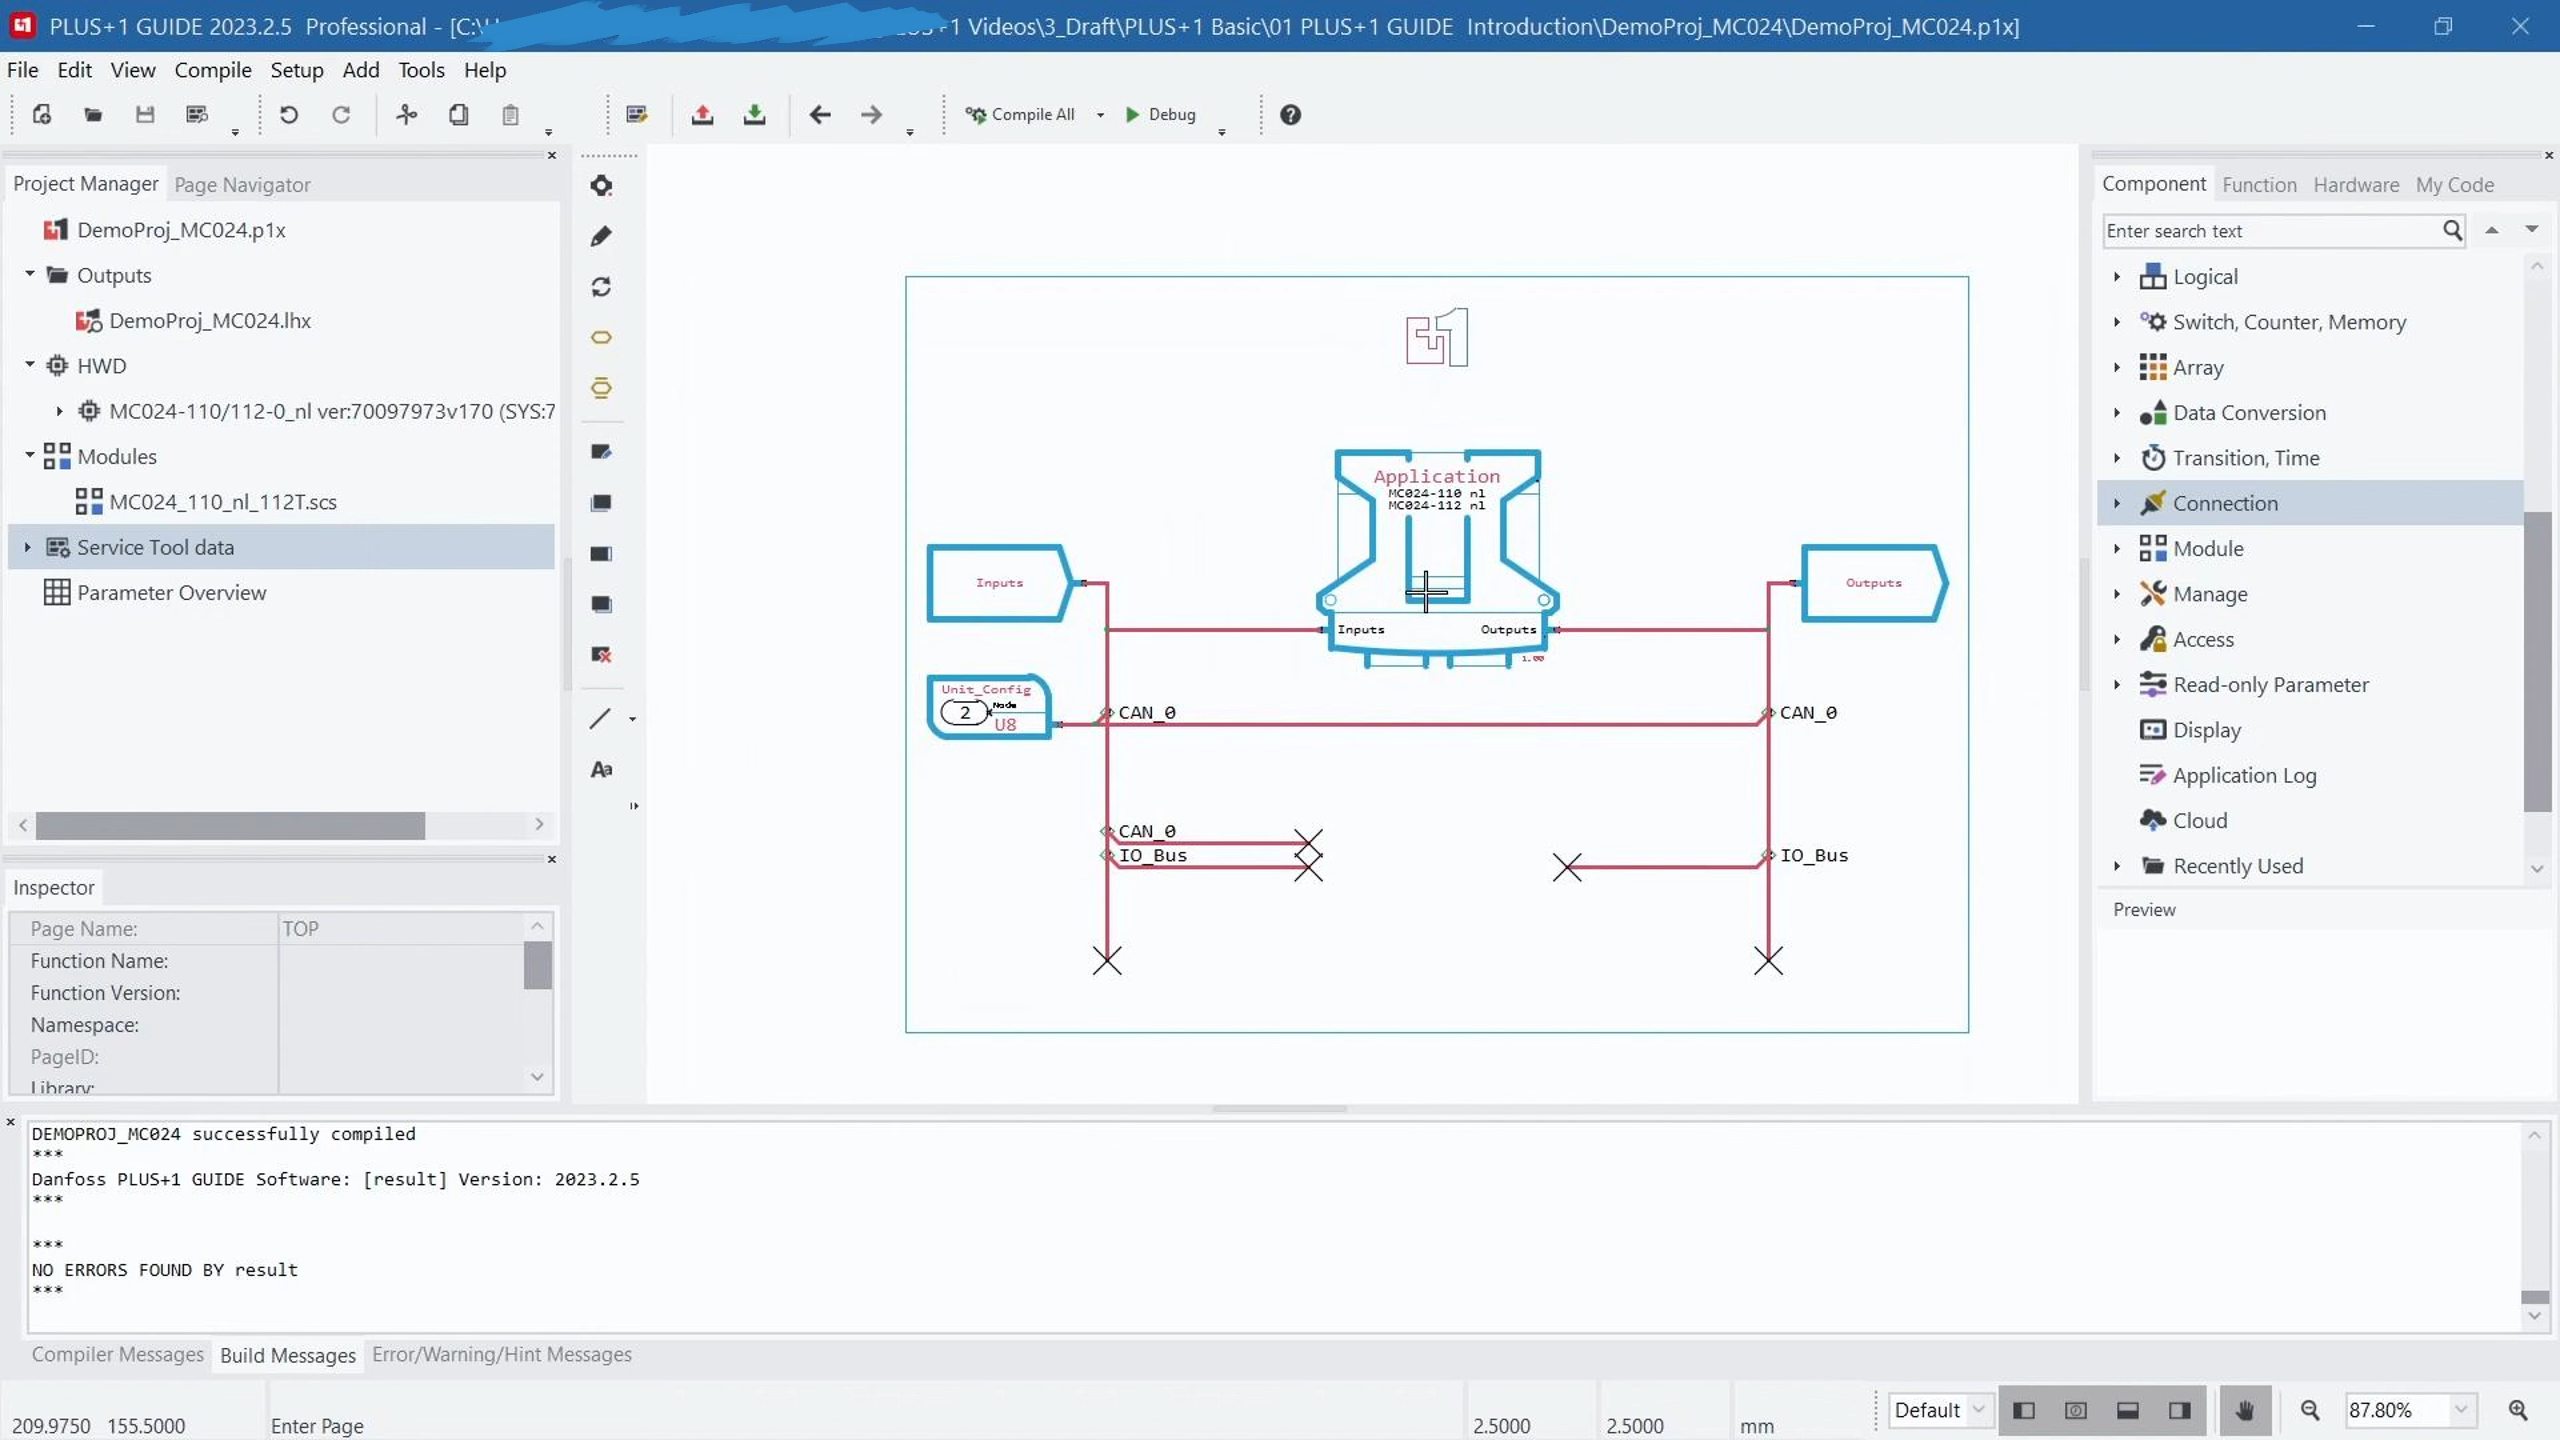 PLUS+1 GUIDE 2023.2.5 Professional - [C:\
+1 Videos\3_Draft\PLUS+1 Basic\01 PLUS+1 GUIDE Introduction\DemoProj_MC024\DemoProj_MC024.p1x]
File Edit View Compile Setup Add Tools Help
Compile All Debug
Project Manager Page Navigator
DemoProj_MC024.p1x
Outputs
DemoProj_MC024.lhx
HWD
MC024-110/112-0_nl ver:70097973v170 (SYS:7
Modules
MC024_110_nl_112T.scs
Service Tool data
Parameter Overview
Inspector
Page Name: TOP
Function Name:
Function Version:
Namespace:
PageID:
Library:
Application
MC024-110 nl
MC024-112 nl
Inputs
Outputs
Inputs Outputs
1.00
Unit_Config
2 Node
U8
CAN_0
CAN_0
CAN_0
IO_Bus
IO_Bus
Component Function Hardware My Code
Enter search text
Logical
Switch, Counter, Memory
Array
Data Conversion
Transition, Time
Connection
Module
Manage
Access
Read-only Parameter
Display
Application Log
Cloud
Recently Used
Preview
DEMOPROJ_MC024 successfully compiled
***
Danfoss PLUS+1 GUIDE Software: [result] Version: 2023.2.5
***
***
NO ERRORS FOUND BY result
***
Compiler Messages Build Messages Error/Warning/Hint Messages
209.9750 155.5000 Enter Page 2.5000 2.5000 mm Default 87.80%